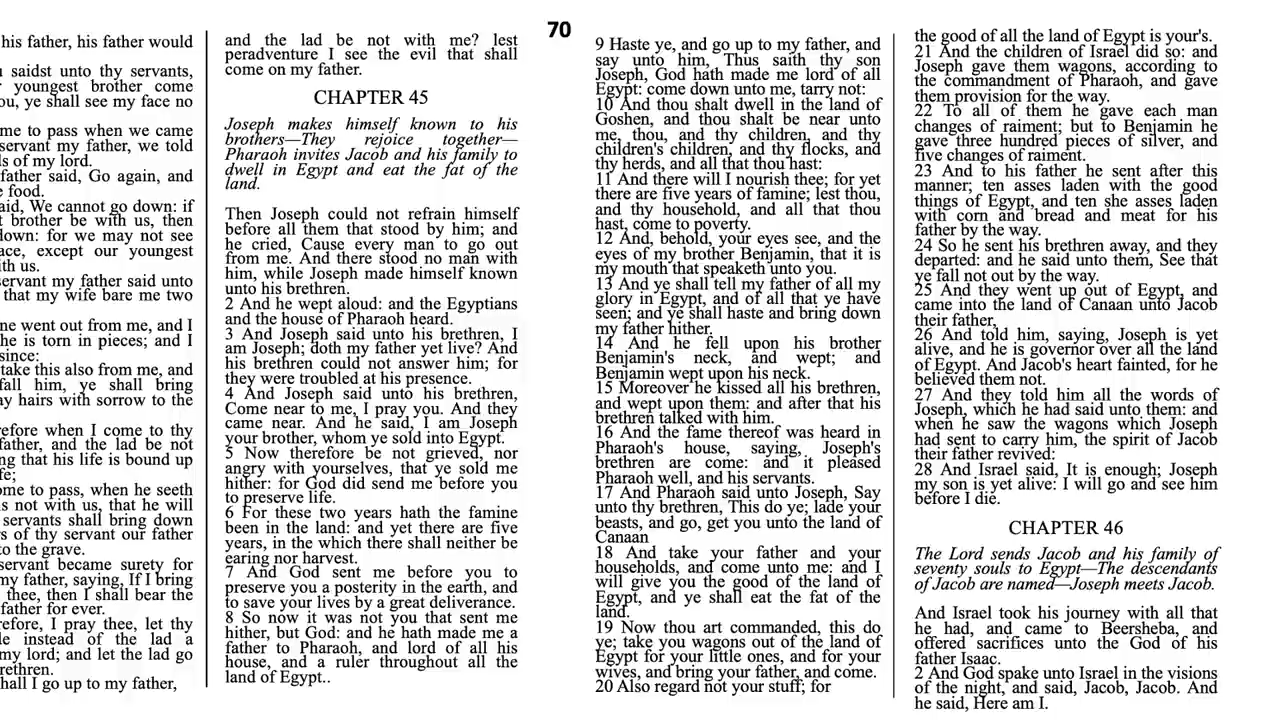 his father, his father would
saidst unto thy servants,
youngest brother come
ou, ye shall see my face no
me to pass when we came
servant my father, we told
s of my lord.
father said, Go again, and
food.
aid, We cannot go down: if
brother be with us, then
down: for we may not see
ace, except our youngest
ith us.
servant my father said unto
that my wife bare me two
ne went out from me, and I
he is torn in pieces; and I
since:
take this also from me, and
fall him, ye shall bring
ay hairs with sorrow to the
refore when I come to thy
father, and the lad be not
ng that his life is bound up
fe;
ome to pass, when he seeth
s not with us, that he will
servants shall bring down
s of thy servant our father
to the grave.
servant became surety for
my father, saying, If I bring
thee, then I shall bear the
father for ever.
refore, I pray thee, let thy
de instead of the lad a
my lord; and let the lad go
rethren.
hall I go up to my father,
and the lad be not with me? lest
peradventure I see the evil that shall
come on my father.
CHAPTER 45
Joseph makes himself known to his
brothers—They rejoice together—
Pharaoh invites Jacob and his family to
dwell in Egypt and eat the fat of the
land.
Then Joseph could not refrain himself
before all them that stood by him; and
he cried, Cause every man to go out
from me. And there stood no man with
him, while Joseph made himself known
unto his brethren.
2 And he wept aloud: and the Egyptians
and the house of Pharaoh heard.
3 And Joseph said unto his brethren, I
am Joseph; doth my father yet live? And
his brethren could not answer him; for
they were troubled at his presence.
4 And Joseph said unto his brethren,
Come near to me, I pray you. And they
came near. And he said, I am Joseph
your brother, whom ye sold into Egypt.
5 Now therefore be not grieved, nor
angry with yourselves, that ye sold me
hither: for God did send me before you
to preserve life.
6 For these two years hath the famine
been in the land: and yet there are five
years, in the which there shall neither be
earing nor harvest.
7 And God sent me before you to
preserve you a posterity in the earth, and
to save your lives by a great deliverance.
8 So now it was not you that sent me
hither, but God: and he hath made me a
father to Pharaoh, and lord of all his
house, and a ruler throughout all the
land of Egypt..
70
9 Haste ye, and go up to my father, and
say unto him, Thus saith thy son
Joseph, God hath made me lord of all
Egypt: come down unto me, tarry not:
10 And thou shalt dwell in the land of
Goshen, and thou shalt be near unto
me, thou, and thy children, and thy
children's children, and thy flocks, and
thy herds, and all that thou hast:
11 And there will I nourish thee; for yet
there are five years of famine; lest thou,
and thy household, and all that thou
hast, come to poverty.
12 And, behold, your eyes see, and the
eyes of my brother Benjamin, that it is
my mouth that speaketh unto you.
13 And ye shall tell my father of all my
glory in Egypt, and of all that ye have
seen; and ye shall haste and bring down
my father hither.
14 And he fell upon his brother
Benjamin's neck, and wept; and
Benjamin wept upon his neck.
15 Moreover he kissed all his brethren,
and wept upon them: and after that his
brethren talked with him.
16 And the fame thereof was heard in
Pharaoh's house, saying, Joseph's
brethren are come: and it pleased
Pharaoh well, and his servants.
17 And Pharaoh said unto Joseph, Say
unto thy brethren, This do ye; lade your
beasts, and go, get you unto the land of
Canaan
18 And take your father and your
households, and come unto me: and I
will give you the good of the land of
Egypt, and ye shall eat the fat of the
land.
19 Now thou art commanded, this do
ye; take you wagons out of the land of
Egypt for your little ones, and for your
wives, and bring your father, and come.
20 Also regard not your stuff; for
the good of all the land of Egypt is your's.
21 And the children of Israel did so: and
Joseph gave them wagons, according to
the commandment of Pharaoh, and gave
them provision for the way.
22 To all of them he gave each man
changes of raiment; but to Benjamin he
gave three hundred pieces of silver, and
five changes of raiment.
23 And to his father he sent after this
manner; ten asses laden with the good
things of Egypt, and ten she asses laden
with corn and bread and meat for his
father by the way.
24 So he sent his brethren away, and they
departed: and he said unto them, See that
ye fall not out by the way.
25 And they went up out of Egypt, and
came into the land of Canaan unto Jacob
their father,
26 And told him, saying, Joseph is yet
alive, and he is governor over all the land
of Egypt. And Jacob's heart fainted, for he
believed them not.
27 And they told him all the words of
Joseph, which he had said unto them: and
when he saw the wagons which Joseph
had sent to carry him, the spirit of Jacob
their father revived:
28 And Israel said, It is enough; Joseph
my son is yet alive: I will go and see him
before I die.
CHAPTER 46
The Lord sends Jacob and his family of
seventy souls to Egypt—The descendants
of Jacob are named—Joseph meets Jacob.
And Israel took his journey with all that
he had, and came to Beersheba, and
offered sacrifices unto the God of his
father Isaac.
2 And God spake unto Israel in the visions
of the night, and said, Jacob, Jacob. And
he said, Here am I.